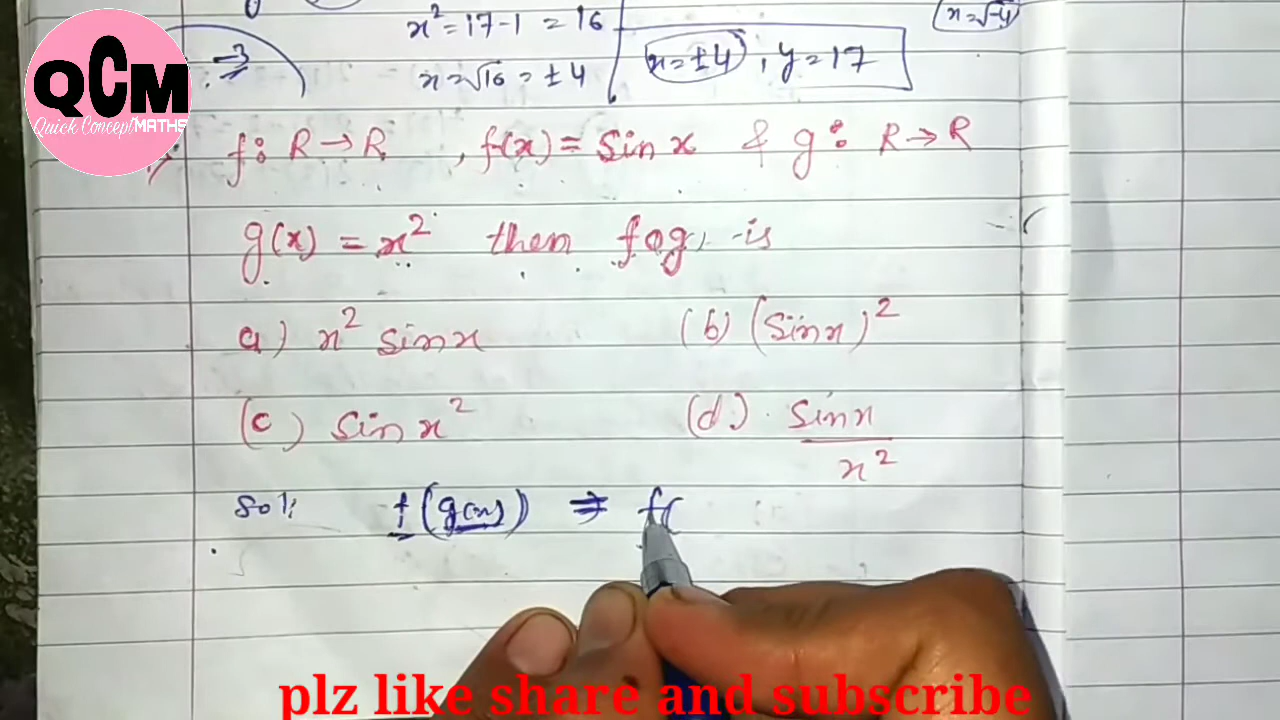 x² = 17-1 = 16
x = √-4
x = √16 = ± 4
x = ± 4 , y = 17
QCM
Quick Concept MATHS
f: R → R , f(x) = Sin x & g: R → R
g(x) = x² then fog, is
a) x² sin x (b) (Sin x)²
(c) Sin x² (d) Sin x / x²
Sol: f(g(x)) ⇒ f(
plz like share and subscribe